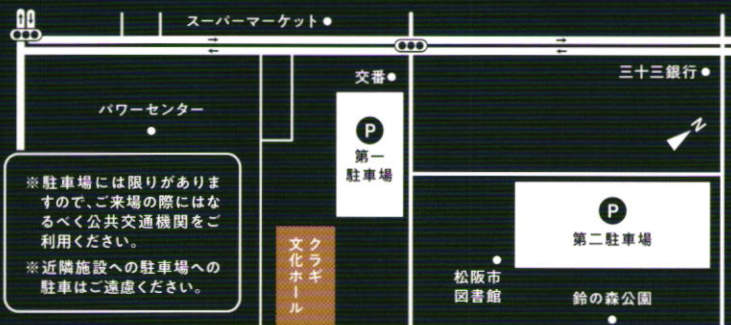 スーパーマーケット
交番
三十三銀行
パワーセンター
P
第一
駐車場
N
※駐車場には限りがありま
すので、ご来場の際にはな
るべく公共交通機関をご
利用ください。
※近隣施設への駐車場への
駐車はご遠慮ください。
クラギ
文化ホール
P
第二駐車場
松阪市
図書館
鈴の森公園